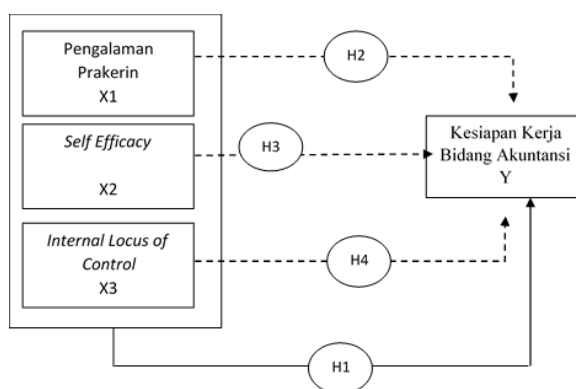 Pengalaman
Prakerin
X1
H2
Self Efficacy
X2
H3
Kesiapan Kerja
Bidang Akuntansi
Y
Internal Locus of
Control
X3
H4
H1